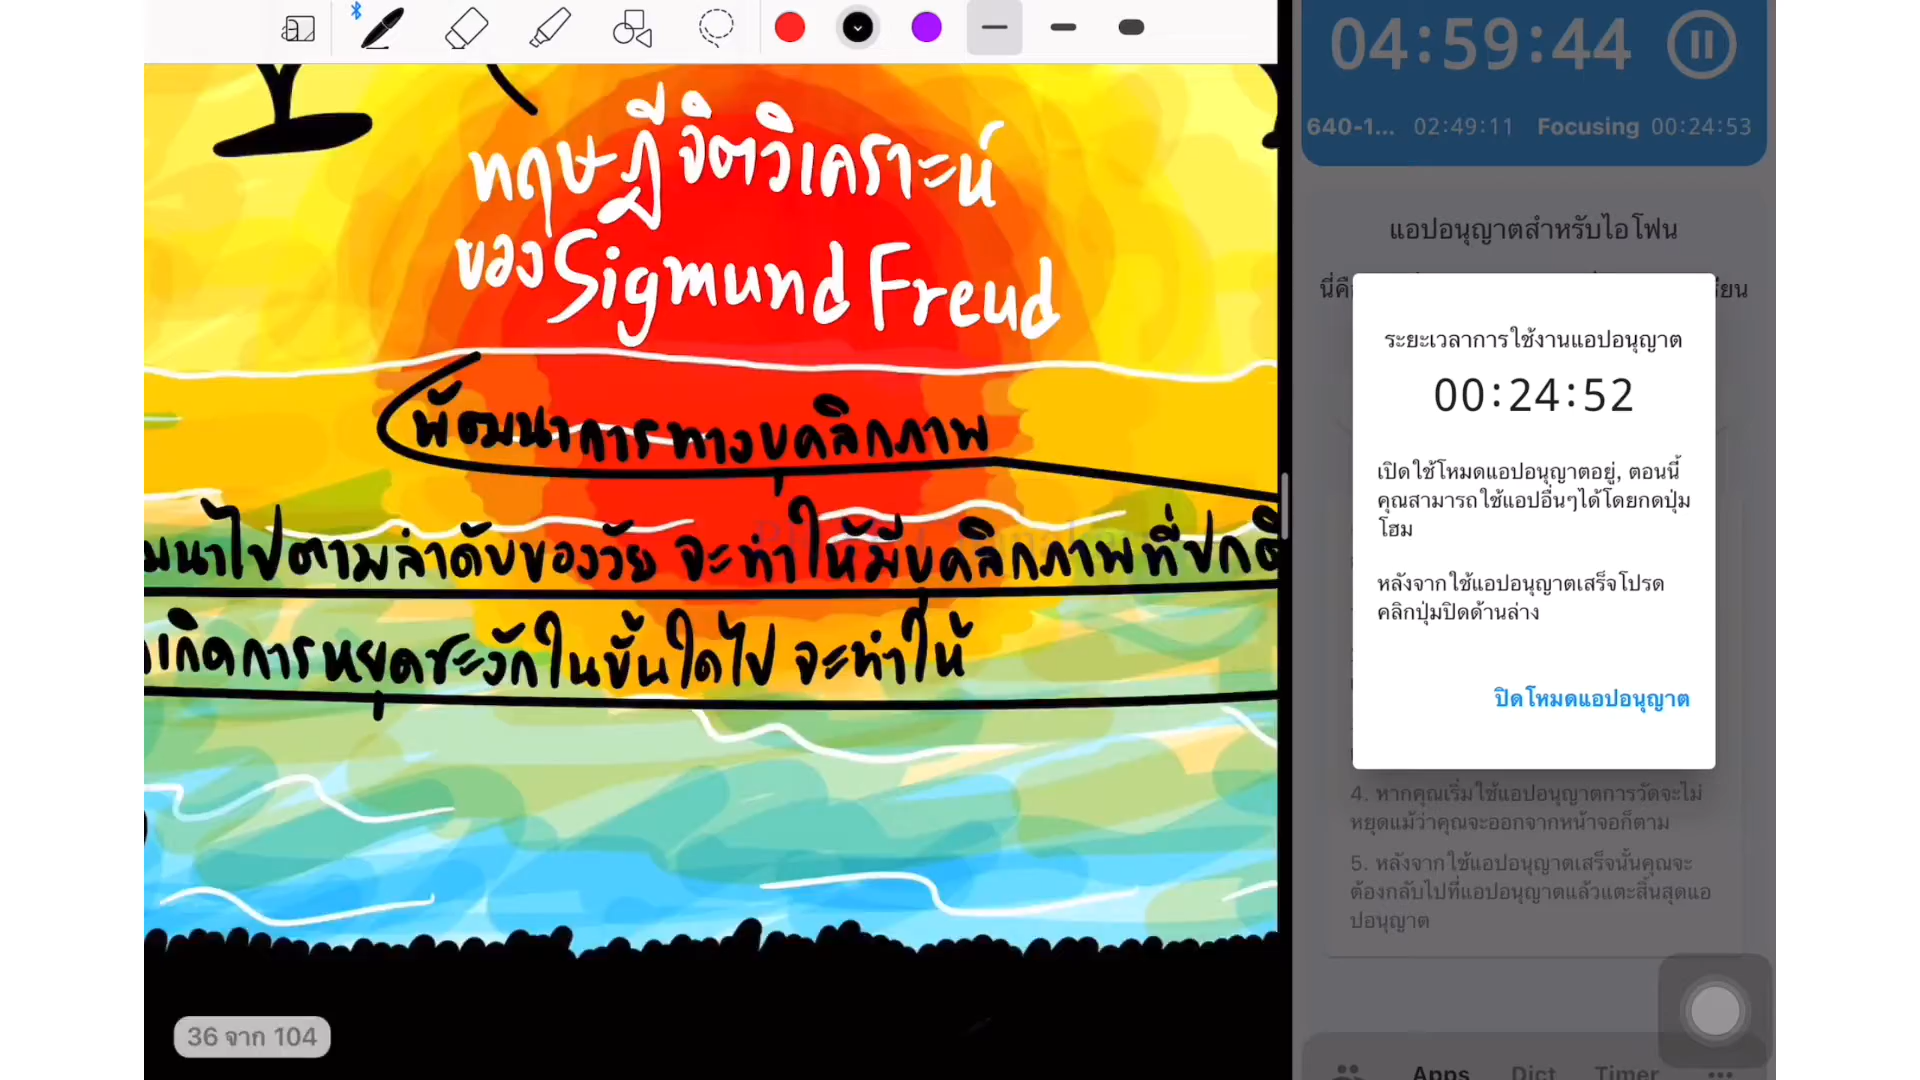 ทฤษฎีจิตวิเคราะห์
ของ Sigmund Freud
พัฒนาการทางบุคลิกภาพ
ฒนาไปตามลำดับของวัย จะทำให้มีบุคลิกภาพที่ปกติ
เกิดการหยุดชะงักในขั้นใดไป จะทำให้
36 จาก 104
04:59:44
640-1... 02:49:11 Focusing 00:24:53
แอปอนุญาตสำหรับไอโฟน
นี่คื
รียน
ระยะเวลาการใช้งานแอปอนุญาต
00:24:52
เปิดใช้โหมดแอปอนุญาตอยู่, ตอนนี้
คุณสามารถใช้แอปอื่นๆได้โดยกดปุ่ม
โฮม
หลังจากใช้แอปอนุญาตเสร็จโปรด
คลิกปุ่มปิดด้านล่าง
ปิดโหมดแอปอนุญาต
4. หากคุณเริ่มใช้แอปอนุญาตการวัดจะไม่
หยุดแม้ว่าคุณจะออกจากหน้าจอก็ตาม
5. หลังจากใช้แอปอนุญาตเสร็จนั้นคุณจะ
ต้องกลับไปที่แอปอนุญาตแล้วแตะสิ้นสุดแอ
ปอนุญาต
Apps Dict Timer